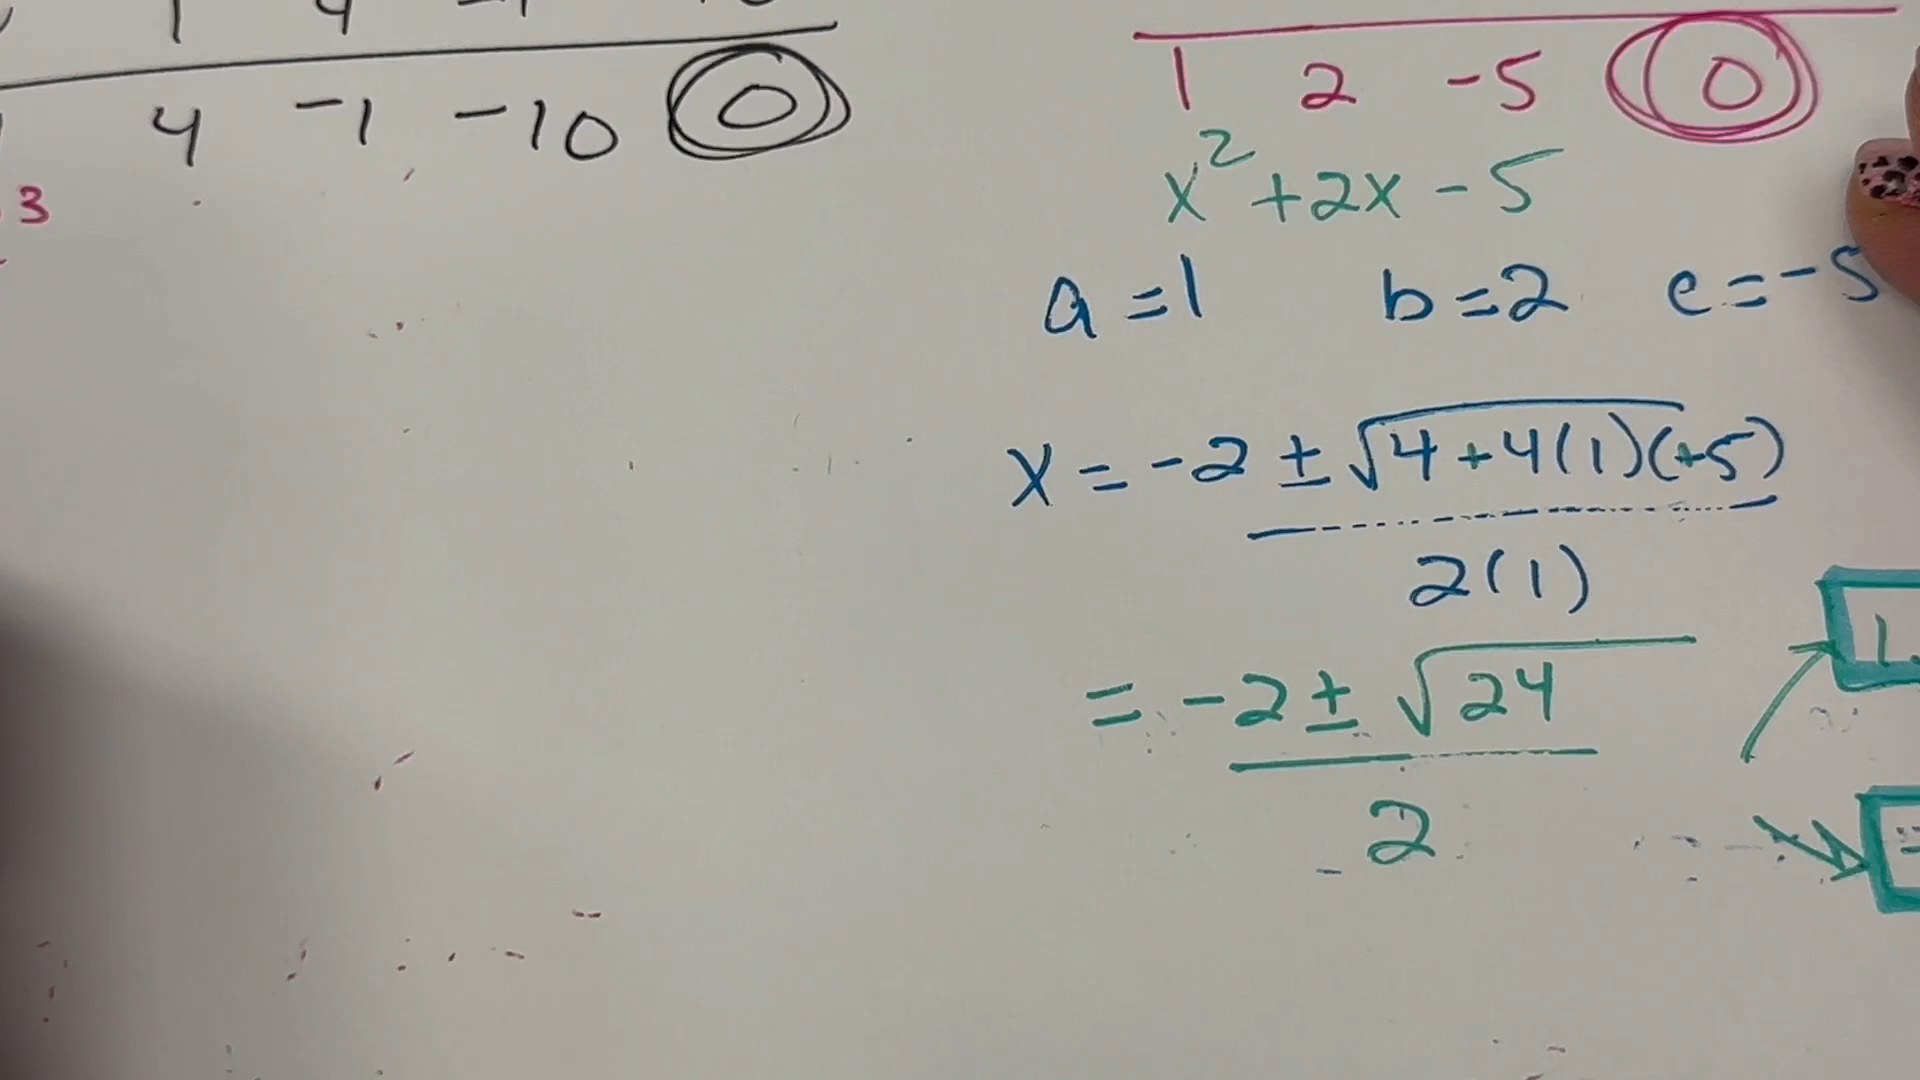 4 -1 -10 0
3
1 2 -5 0
x² +2x - 5
a = 1 b = 2 c = -5
x = -2 ± √4 + 4(1)(+5)
2(1)
= -2 ± √24
2
1.